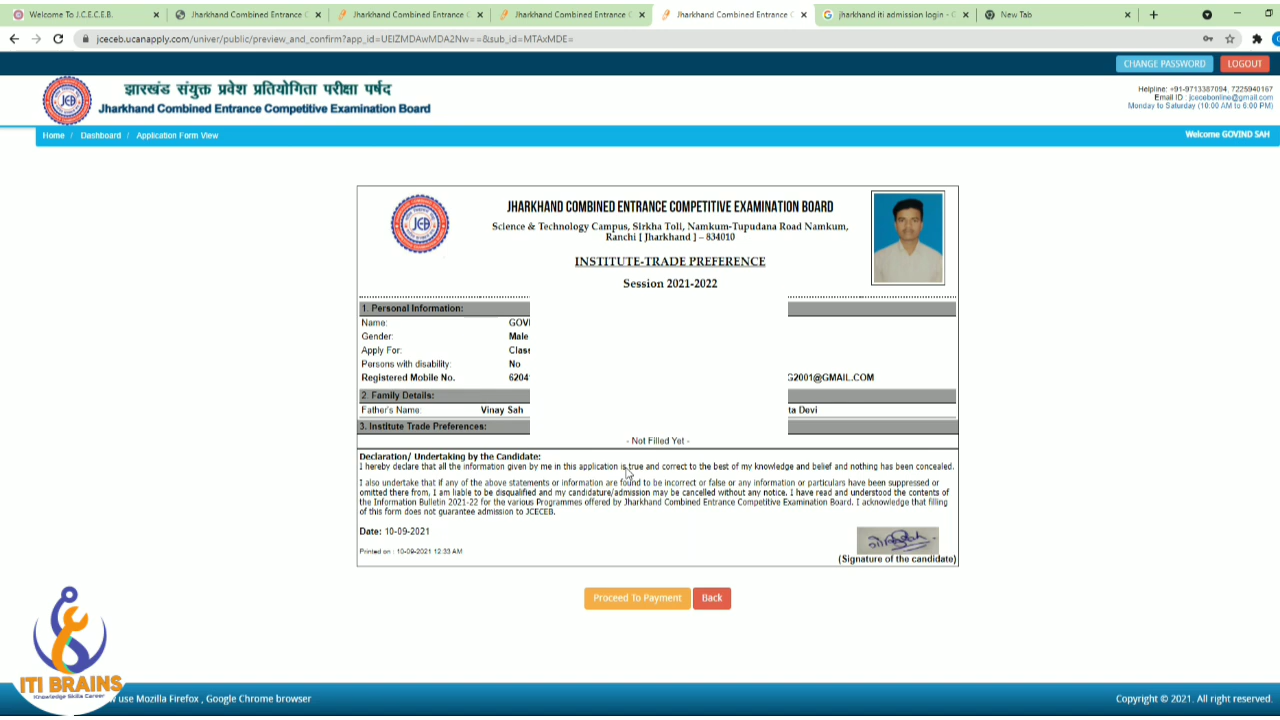 Welcome To J.C.E.C.E.B.
Jharkhand Combined Entrance C
Jharkhand Combined Entrance C
Jharkhand Combined Entrance C
Jharkhand Combined Entrance C
jharkhand iti admission login - G
New Tab
jceceb.ucanapply.com/univer/public/preview_and_confirm?app_id=UEIZMDAwMDA2Nw==&sub_id=MTAxMDE=
CHANGE PASSWORD
LOGOUT
झारखंड संयुक्त प्रवेश प्रतियोगिता परीक्षा पर्षद
Jharkhand Combined Entrance Competitive Examination Board
Helpline: +91-9713387094, 7225940167
Email ID : jcecebonline@gmail.com
Monday to Saturday (10:00 AM to 6:00 PM)
Home / Dashboard / Application Form View
Welcome GOVIND SAH
JHARKHAND COMBINED ENTRANCE COMPETITIVE EXAMINATION BOARD
Science & Technology Campus, Sirkha Toli, Namkum-Tupudana Road Namkum,
Ranchi [ Jharkhand ] – 834010
INSTITUTE-TRADE PREFERENCE
Session 2021-2022
1. Personal Information:
Name: GOVI
Gender: Male
Apply For: Class
Persons with disability: No
Registered Mobile No. 6204 G2001@GMAIL.COM
2. Family Details:
Father's Name: Vinay Sah ta Devi
3. Institute Trade Preferences:
- Not Filled Yet -
Declaration/ Undertaking by the Candidate:
I hereby declare that all the information given by me in this application is true and correct to the best of my knowledge and belief and nothing has been concealed.
I also undertake that if any of the above statements or information are found to be incorrect or false or any information or particulars have been suppressed or
omitted there from, I am liable to be disqualified and my candidature/admission may be cancelled without any notice. I have read and understood the contents of
the Information Bulletin 2021-22 for the various Programmes offered by Jharkhand Combined Entrance Competitive Examination Board. I acknowledge that filling
of this form does not guarantee admission to JCECEB.
Date: 10-09-2021
Printed on : 10-09-2021 12:33 AM
(Signature of the candidate)
Proceed To Payment
Back
ITI BRAINS
Knowledge Skills Career
use Mozilla Firefox , Google Chrome browser
Copyright © 2021. All right reserved.